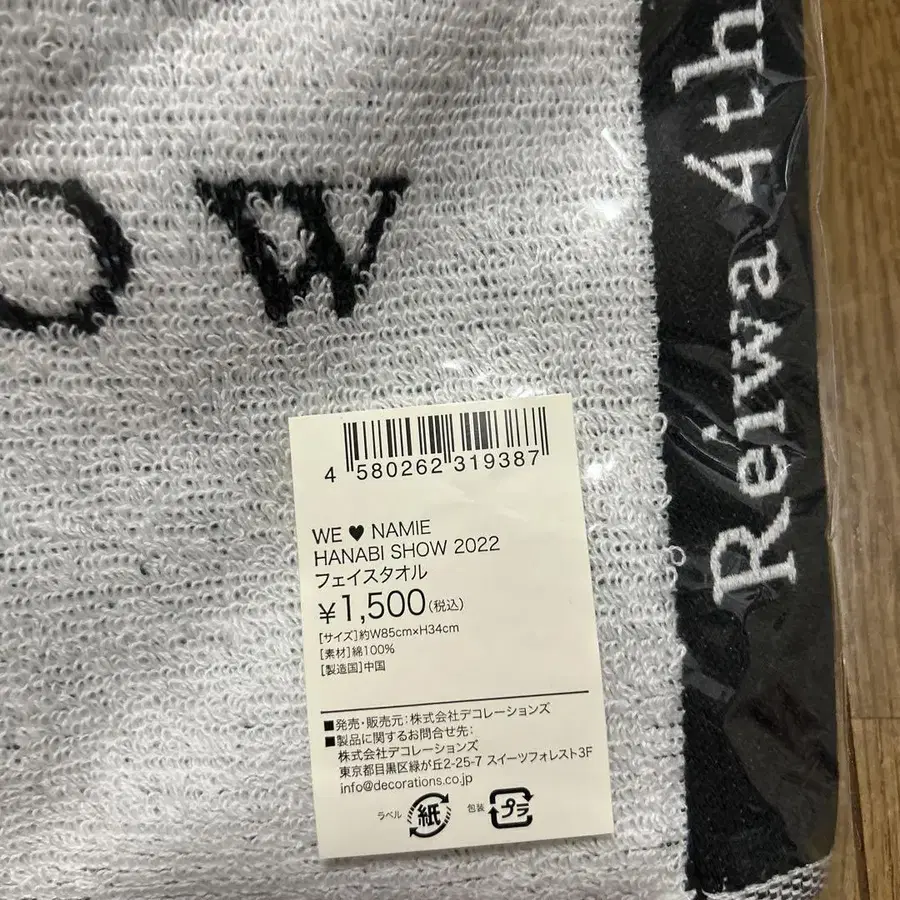 OW
Reiwa 4th
4 580262 319387
WE ♥ NAMIE
HANABI SHOW 2022
フェイスタオル
¥1,500(税込)
[サイズ]約W85cm×H34cm
[素材]綿100%
[製造国]中国
■発売・販売元:株式会社デコレーションズ
■製品に関するお問合せ先:
株式会社デコレーションズ
東京都目黒区緑が丘2-25-7 スイーツフォレスト3F
info@decorations.co.jp
ラベル 紙 包装 プラ